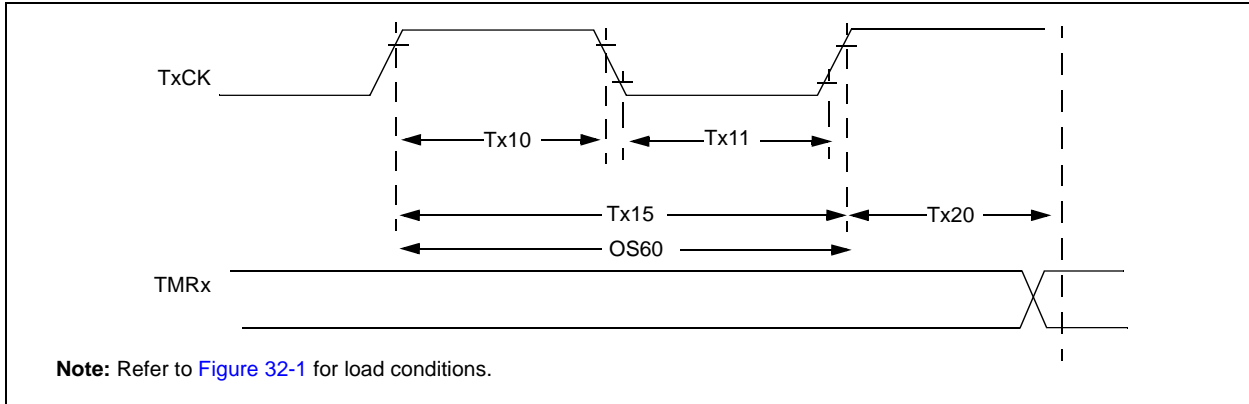 TxCK
Tx10
Tx11
Tx15
Tx20
OS60
TMRx
Note: Refer to Figure 32-1 for load conditions.